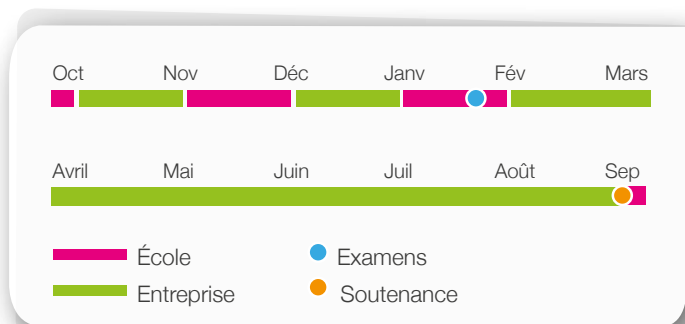 Oct Nov Déc Janv Fév Mars
Avril Mai Juin Juil Août Sep
École Examens
Entreprise Soutenance